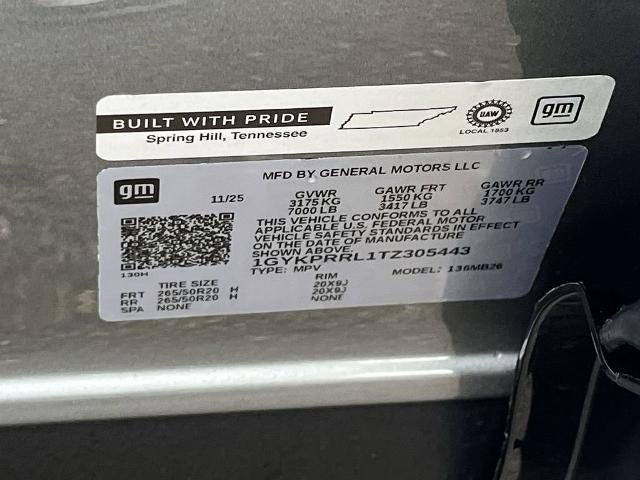 BUILT WITH PRIDE
Spring Hill, Tennessee
UAW
LOCAL 1853
gm
MFD BY GENERAL MOTORS LLC
gm
11/25
GVWR GAWR FRT GAWR RR
3175 KG 1550 KG 1700 KG
7000 LB 3417 LB 3747 LB
THIS VEHICLE CONFORMS TO ALL
APPLICABLE U.S. FEDERAL MOTOR
VEHICLE SAFETY STANDARDS IN EFFECT
ON THE DATE OF MANUFACTURE
SHOWN ABOVE.
1GYKPRRL1TZ305443
130H
TYPE: MPV MODEL: 136MB26
TIRE SIZE RIM
FRT 265/50R20 H 20X9J
RR 265/50R20 H 20X9J
SPA NONE NONE